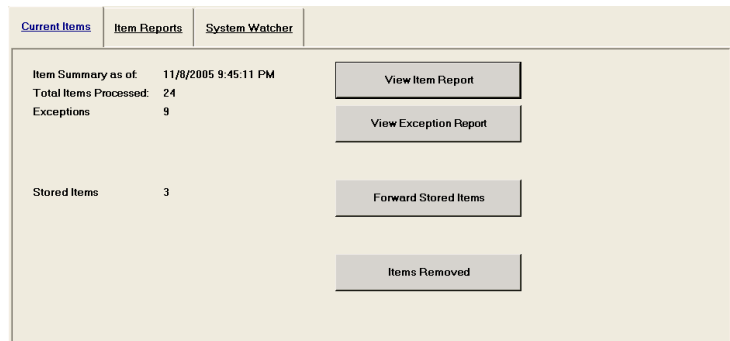 Current Items Item Reports System Watcher
Item Summary as of: 11/8/2005 9:45:11 PM View Item Report
Total Items Processed: 24
Exceptions 9 View Exception Report
Stored Items 3 Forward Stored Items
Items Removed